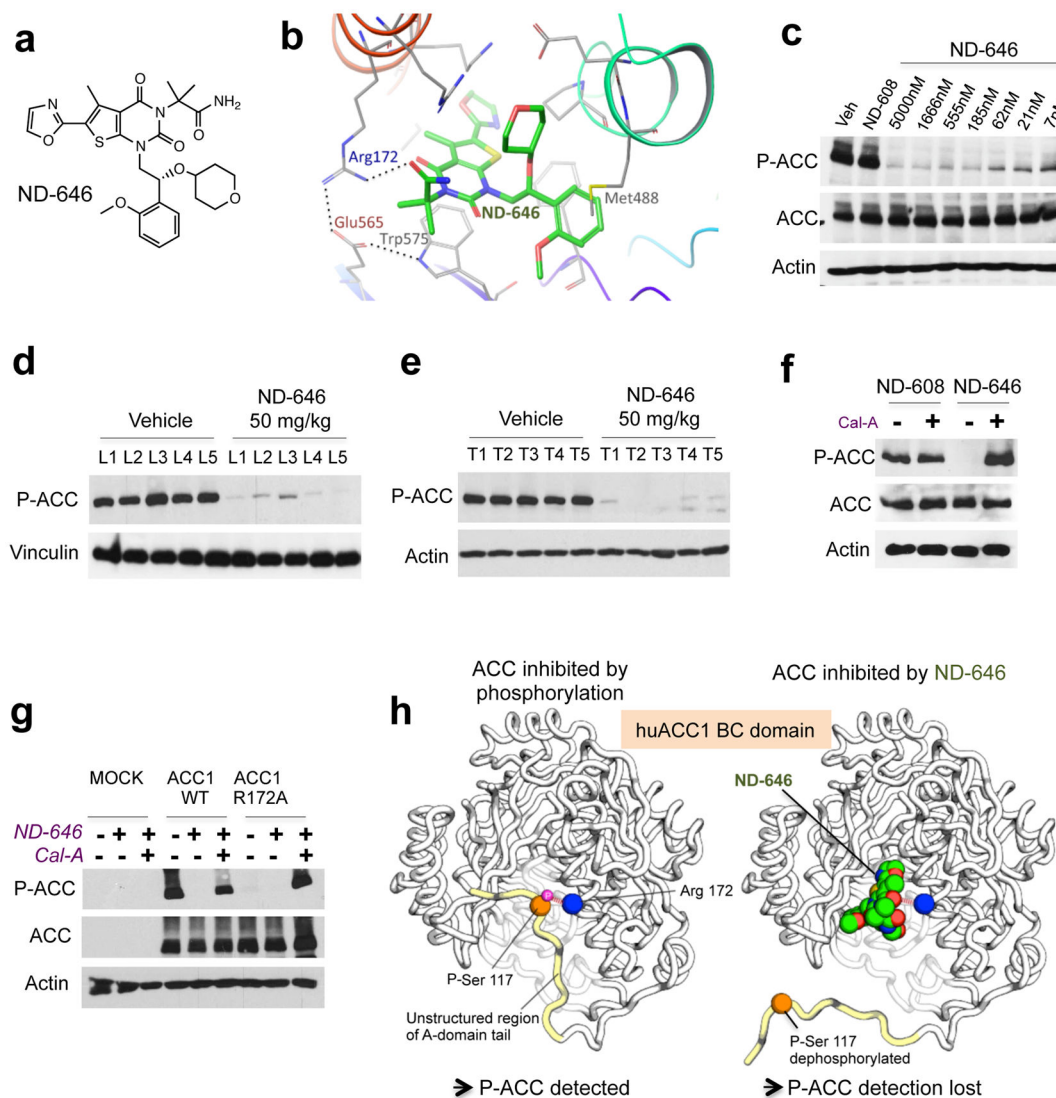 a
CH₃
O
N
NH₂
N
O
S
N
O
O
O
O
O
ND-646
b
Arg172
Glu565
Trp575
ND-646
Met488
c
ND-646
Veh
ND-608
5000nM
1666nM
555nM
185nM
62nM
21nM
P-ACC
ACC
Actin
d
ND-646
Vehicle 50 mg/kg
L1 L2 L3 L4 L5 L1 L2 L3 L4 L5
P-ACC
Vinculin
e
ND-646
Vehicle 50 mg/kg
T1 T2 T3 T4 T5 T1 T2 T3 T4 T5
P-ACC
Actin
f
ND-608 ND-646
Cal-A - + - +
P-ACC
ACC
Actin
g
MOCK ACC1 ACC1
WT R172A
ND-646 - + + - + + - + +
Cal-A - - + - - + - - +
P-ACC
ACC
Actin
h
ACC inhibited by
phosphorylation
ACC inhibited by ND-646
huACC1 BC domain
ND-646
Arg 172
P-Ser 117
Unstructured region
of A-domain tail
P-Ser 117
dephosphorylated
P-ACC detected
P-ACC detection lost